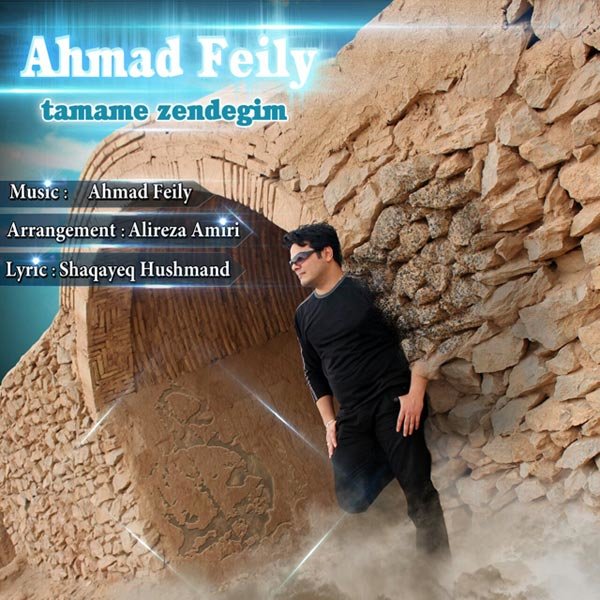 Ahmad Feily
tamame zendegim
Music : Ahmad Feily
Arrangement : Alireza Amiri
Lyric : Shaqayeq Hushmand